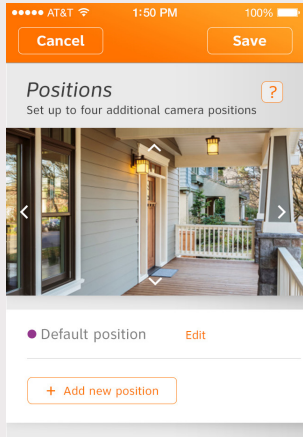 AT&T 1:50 PM 100%
Cancel Save
Positions ?
Set up to four additional camera positions
Default position Edit
+ Add new position